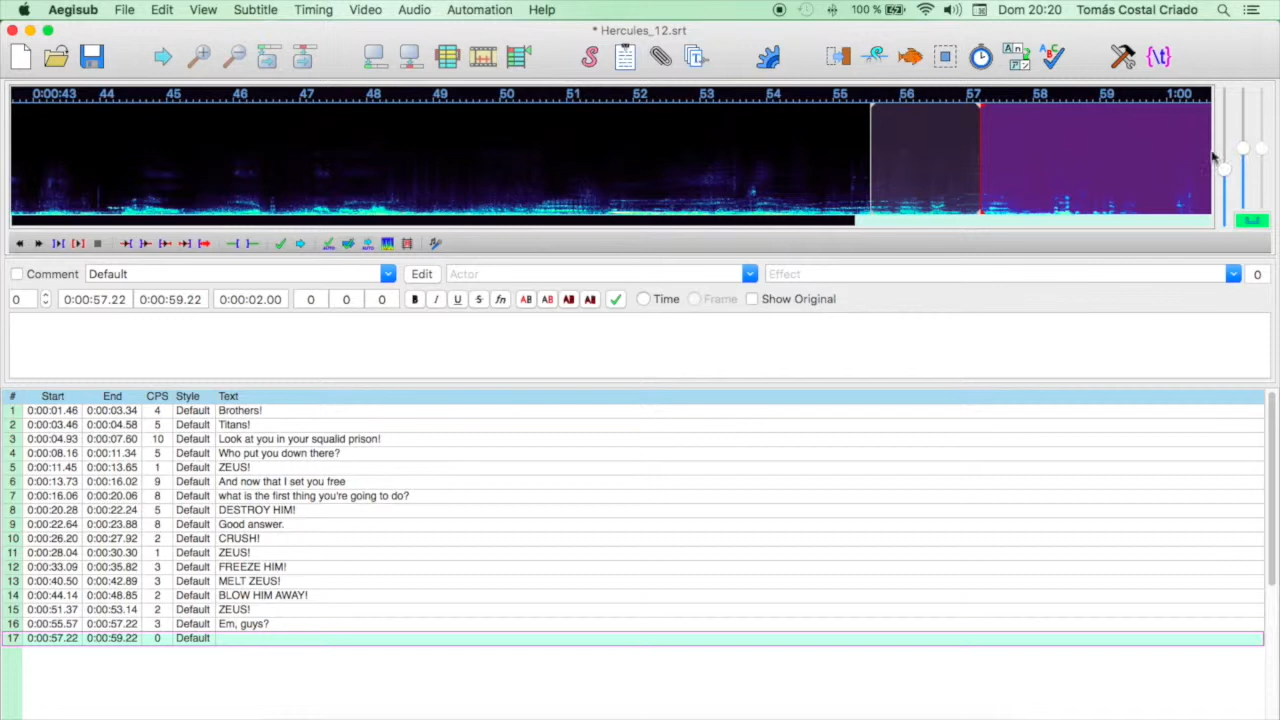 Aegisub File Edit View Subtitle Timing Video Audio Automation Help 100 % Dom 20:20 Tomás Costal Criado
* Hercules_12.srt
0:00:43 44 45 46 47 48 49 50 51 52 53 54 55 56 57 58 59 1:00
Comment Default Edit Actor Effect 0
0 0:00:57.22 0:00:59.22 0:00:02.00 0 0 0 B I U S fn AB AB AB AB Time Frame Show Original
# Start End CPS Style Text
1 0:00:01.46 0:00:03.34 4 Default Brothers!
2 0:00:03.46 0:00:04.58 5 Default Titans!
3 0:00:04.93 0:00:07.60 10 Default Look at you in your squalid prison!
4 0:00:08.16 0:00:11.34 5 Default Who put you down there?
5 0:00:11.45 0:00:13.65 1 Default ZEUS!
6 0:00:13.73 0:00:16.02 9 Default And now that I set you free
7 0:00:16.06 0:00:20.06 8 Default what is the first thing you're going to do?
8 0:00:20.28 0:00:22.24 5 Default DESTROY HIM!
9 0:00:22.64 0:00:23.88 8 Default Good answer.
10 0:00:26.20 0:00:27.92 2 Default CRUSH!
11 0:00:28.04 0:00:30.30 1 Default ZEUS!
12 0:00:33.09 0:00:35.82 3 Default FREEZE HIM!
13 0:00:40.50 0:00:42.89 3 Default MELT ZEUS!
14 0:00:44.14 0:00:48.85 2 Default BLOW HIM AWAY!
15 0:00:51.37 0:00:53.14 2 Default ZEUS!
16 0:00:55.57 0:00:57.22 3 Default Em, guys?
17 0:00:57.22 0:00:59.22 0 Default